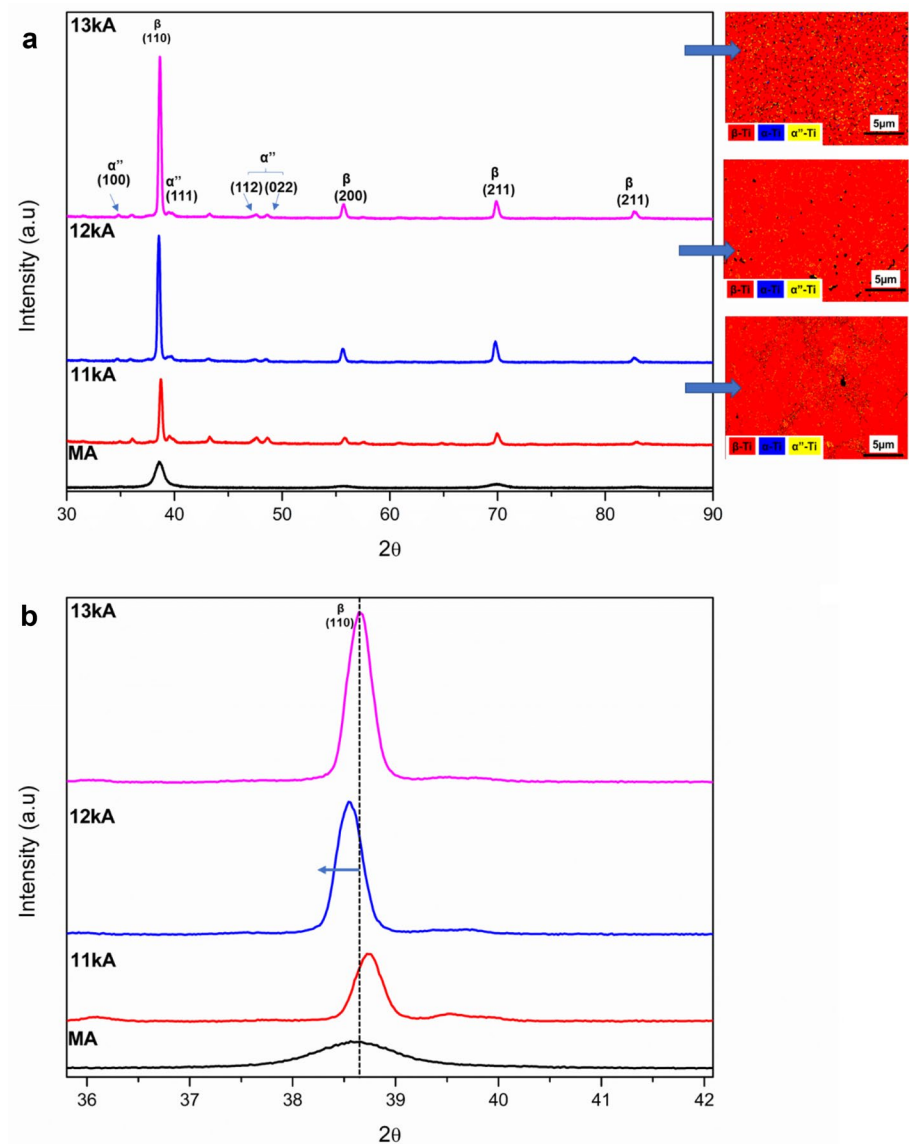 a
13kA
β
(110)
α’’
(100)
α’’
(111)
α’’
(112) (022)
β
(200)
β
(211)
β
(211)
12kA
11kA
MA
Intensity (a.u)
30 40 50 60 70 80 90
2θ
5μm
β-Ti α-Ti α’’-Ti
5μm
β-Ti α-Ti α’’-Ti
5μm
β-Ti α-Ti α’’-Ti
b
13kA
β
(110)
12kA
11kA
MA
Intensity (a.u)
36 37 38 39 40 41 42
2θ